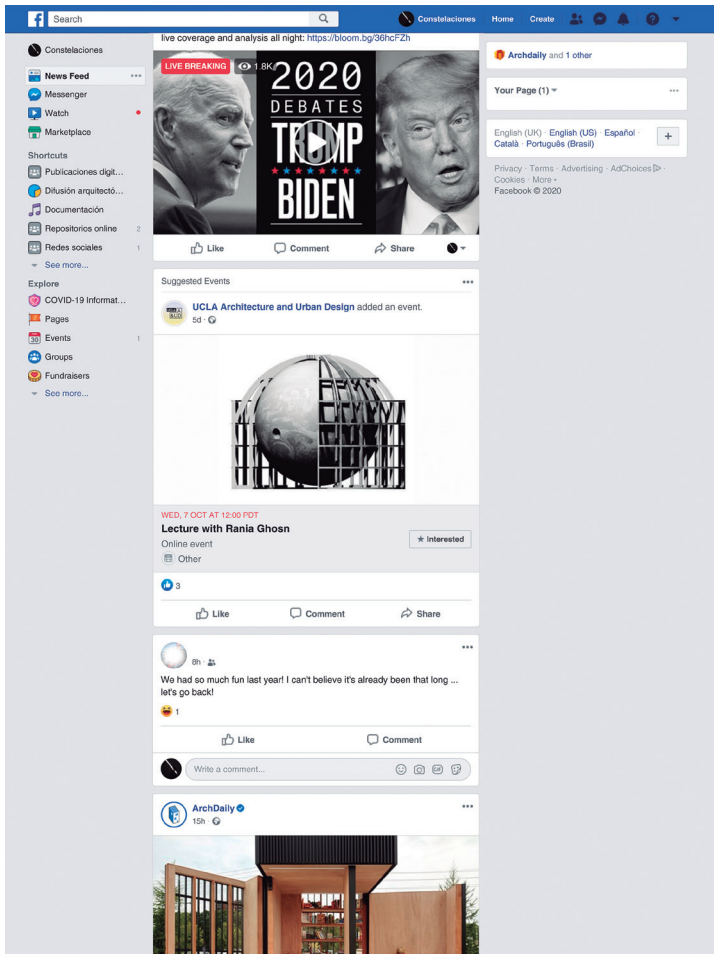 Search
Constelaciones
Home
Create
Constelaciones
News Feed
Messenger
Watch
Marketplace
Shortcuts
Publicaciones digit...
Difusión arquitectó...
Documentación
Repositorios online 2
Redes sociales 1
See more...
Explore
COVID-19 Informat...
Pages
30 Events 1
Groups
Fundraisers
See more...
live coverage and analysis all night: https://bloom.bg/36hcFZh
LIVE BREAKING
1.8K
2020
DEBATES
TRUMP
BIDEN
Like Comment Share
Suggested Events
UCLA Architecture and Urban Design added an event.
5d ·
WED, 7 OCT AT 12:00 PDT
Lecture with Rania Ghosn
Online event
Other
★ Interested
3
Like Comment Share
8h ·
We had so much fun last year! I can't believe it's already been that long ...
let's go back!
1
Like Comment
Write a comment...
GIF
ArchDaily
15h ·
Archdaily and 1 other
Your Page (1)
English (UK) · English (US) · Español ·
Català · Português (Brasil)
Privacy · Terms · Advertising · AdChoices ·
Cookies · More
Facebook © 2020